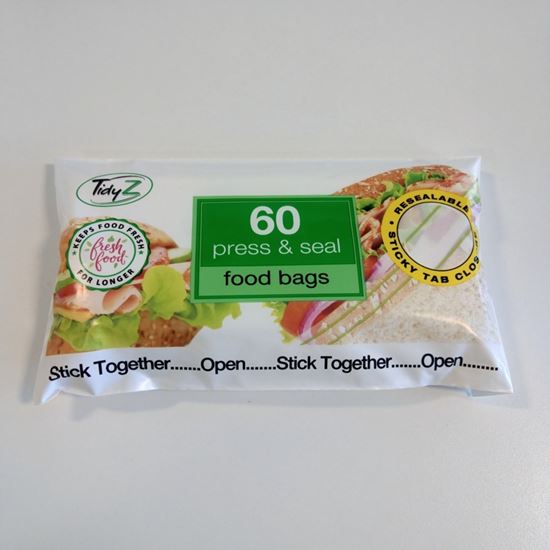 TidyZ
KEEPS FOOD FRESH
fresh food
FOR LONGER
60
press & seal
food bags
RESEALABLE
STICKY TAB CLOS
Stick Together.......Open.......Stick Together.......Open........